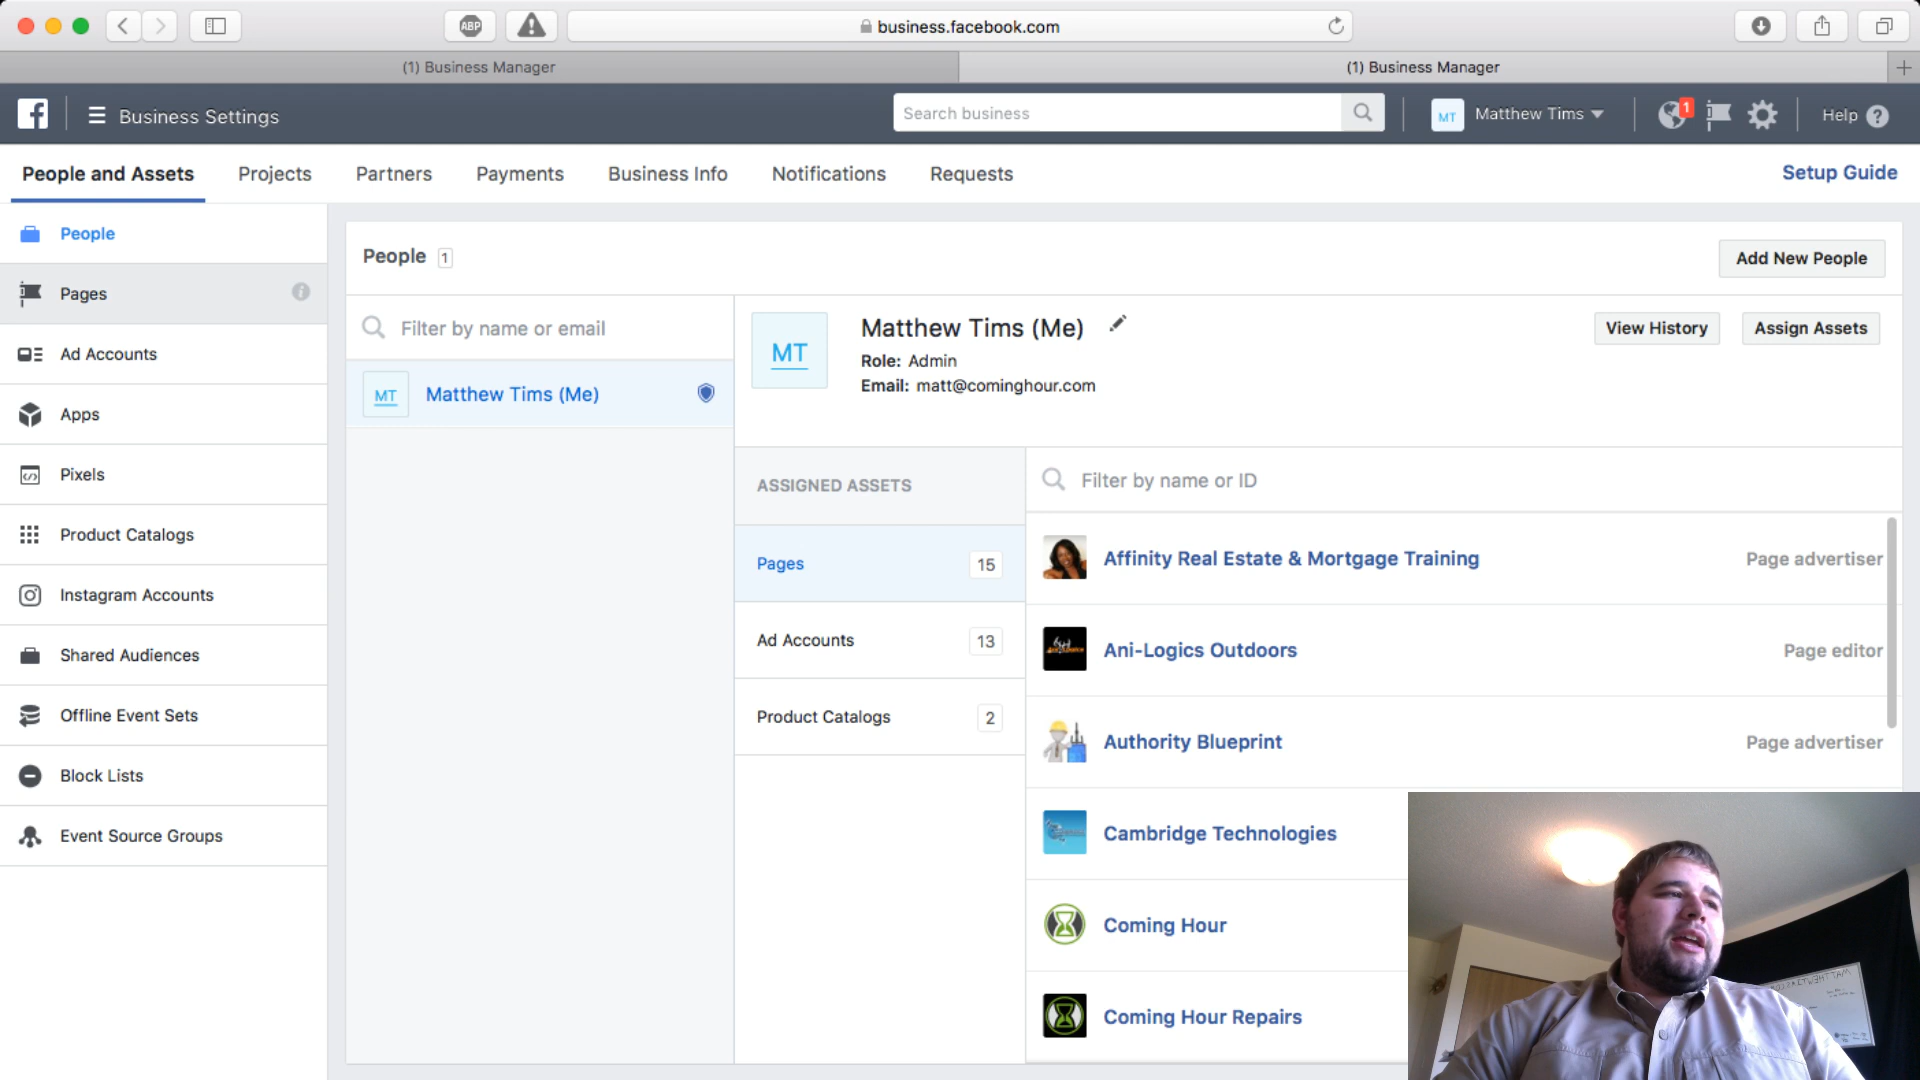 ABP
business.facebook.com
(1) Business Manager
(1) Business Manager
Business Settings
Search business
MT
Matthew Tims
1
Help
People and Assets
Projects
Partners
Payments
Business Info
Notifications
Requests
Setup Guide
People
Pages
Ad Accounts
Apps
Pixels
Product Catalogs
Instagram Accounts
Shared Audiences
Offline Event Sets
Block Lists
Event Source Groups
People 1
Add New People
Filter by name or email
MT
Matthew Tims (Me)
MT
Matthew Tims (Me)
Role: Admin
Email: matt@cominghour.com
View History
Assign Assets
ASSIGNED ASSETS
Pages 15
Ad Accounts 13
Product Catalogs 2
Filter by name or ID
Affinity Real Estate & Mortgage Training
Page advertiser
Ani-Logics Outdoors
Page editor
Authority Blueprint
Page advertiser
Cambridge Technologies
Coming Hour
Coming Hour Repairs